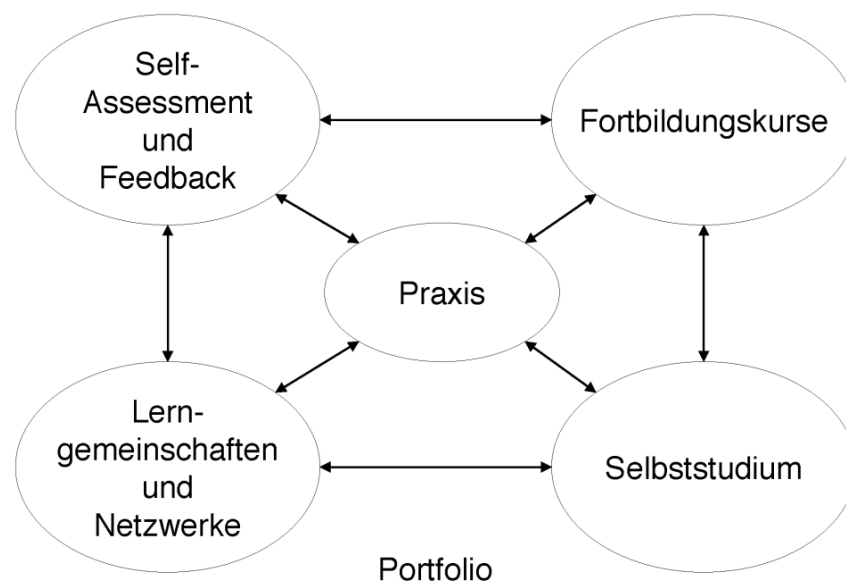 Self-
Assessment
und
Feedback
Fortbildungskurse
Praxis
Lern-
gemeinschaften
und
Netzwerke
Selbststudium
Portfolio